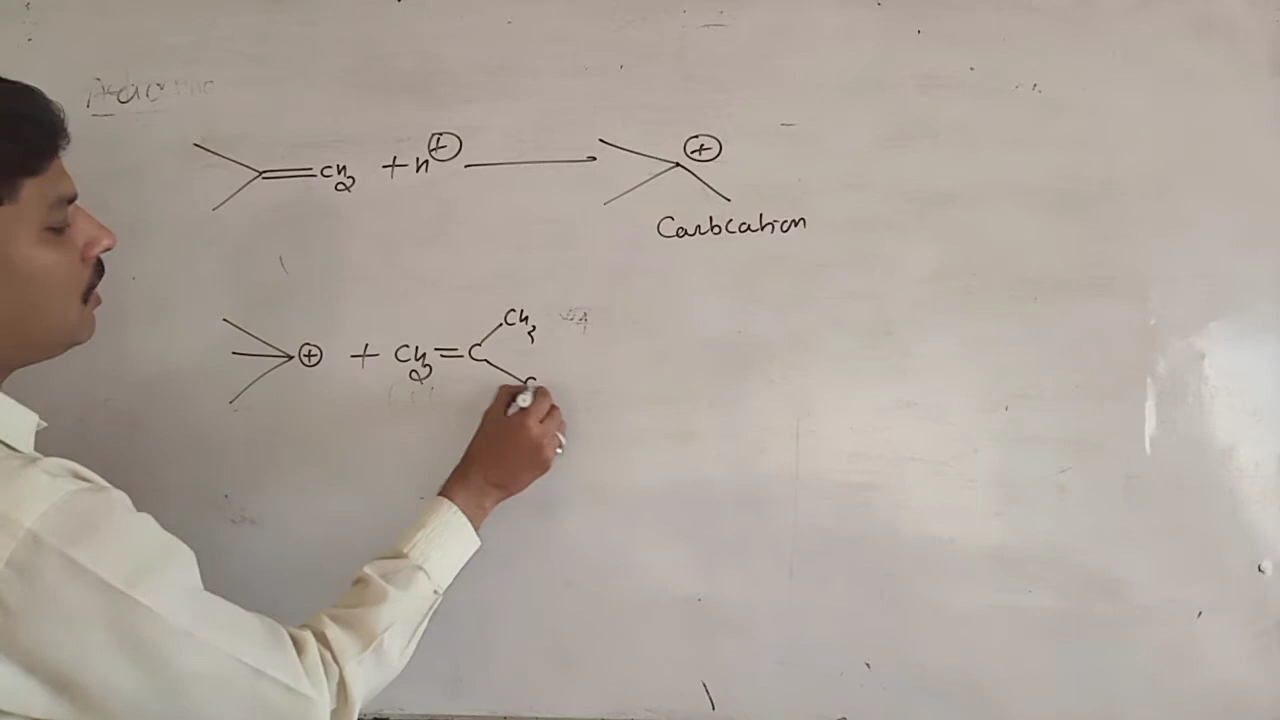 =CH2 + H⊕ → ⊕
Carbcation
⊕ + CH2=C CH3
C